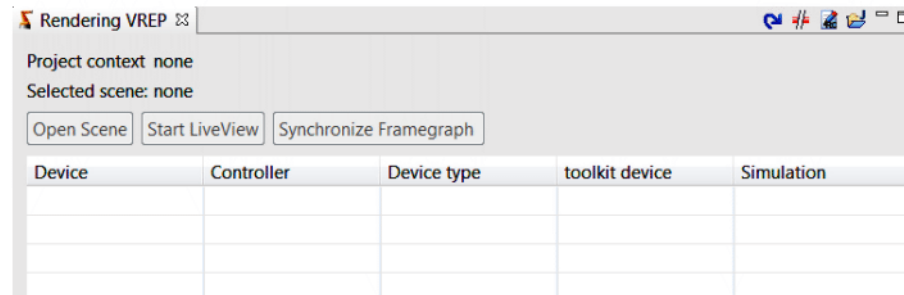 Rendering VREP
Project context none
Selected scene: none
Open Scene Start LiveView Synchronize Framegraph
Device Controller Device type toolkit device Simulation